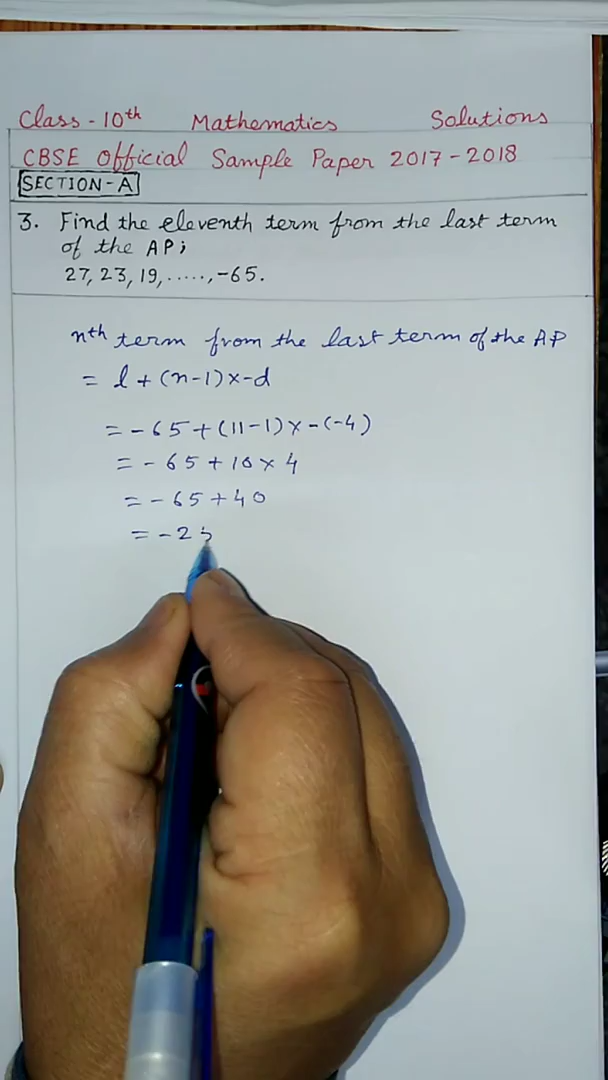 Class-10th Mathematics Solutions
CBSE Official Sample Paper 2017-2018
SECTION-A
3. Find the eleventh term from the last term
of the AP;
27, 23, 19, ....., -65.
nth term from the last term of the AP
= l + (n-1) x -d
= -65 + (11-1) x -(-4)
= -65 + 10 x 4
= -65 + 40
= -25